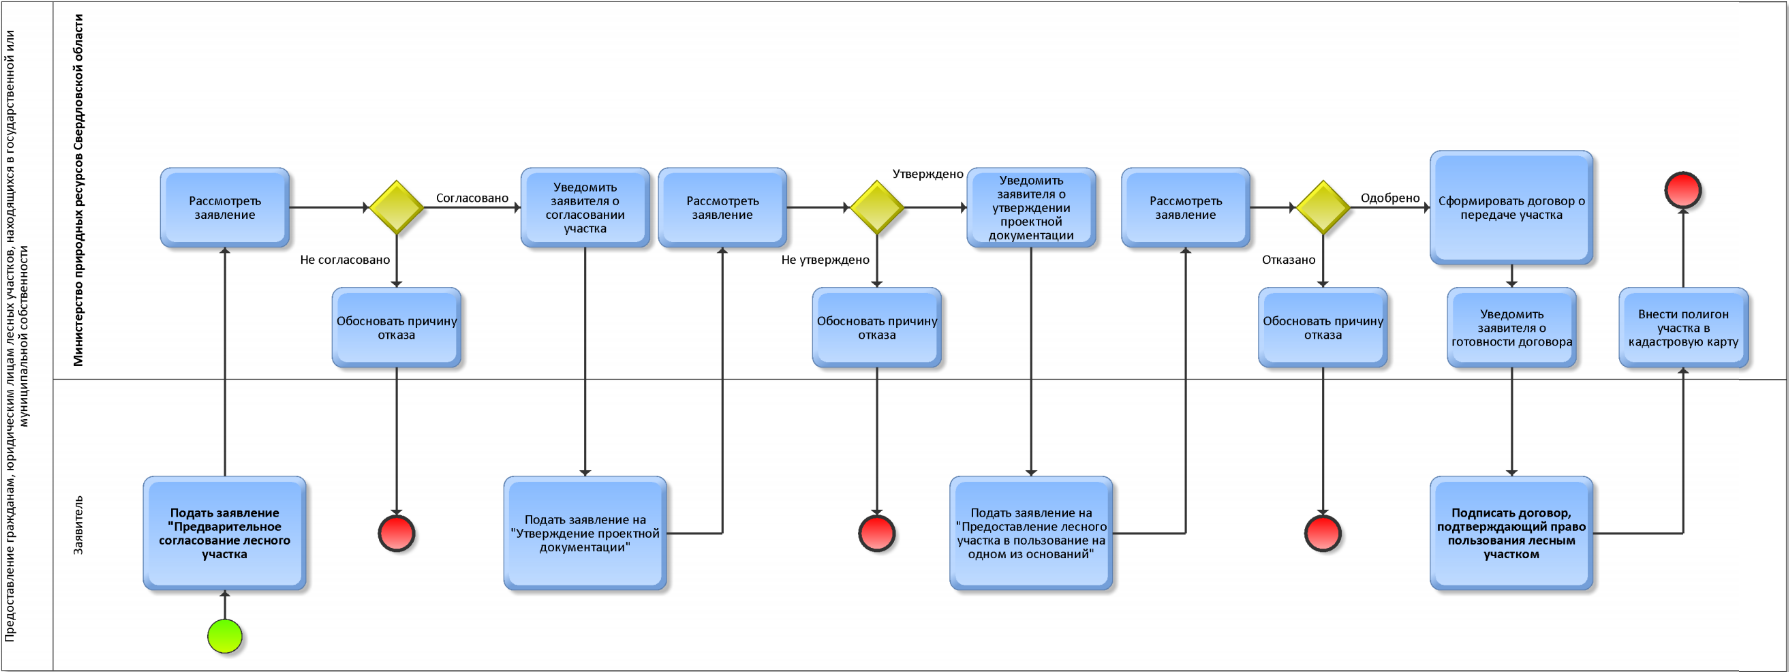 Предоставление гражданам, юридическим лицам лесных участков, находящихся в государственной или
муниципальной собственности
Министерство природных ресурсов Свердловской области
Рассмотреть
заявление
Согласовано
Не согласовано
Обосновать причину
отказа
Уведомить
заявителя о
согласовании
участка
Рассмотреть
заявление
Утверждено
Не утверждено
Обосновать причину
отказа
Уведомить
заявителя о
утверждении
проектной
документации
Рассмотреть
заявление
Одобрено
Отказано
Обосновать причину
отказа
Сформировать договор о
передаче участка
Уведомить
заявителя о
готовности договора
Внести полигон
участка в
кадастровую карту
Заявитель
Подать заявление
"Предварительное
согласование лесного
участка
Подать заявление на
"Утверждение проектной
документации"
Подать заявление на
"Предоставление лесного
участка в пользование на
одном из оснований"
Подписать договор,
подтверждающий право
пользования лесным
участком